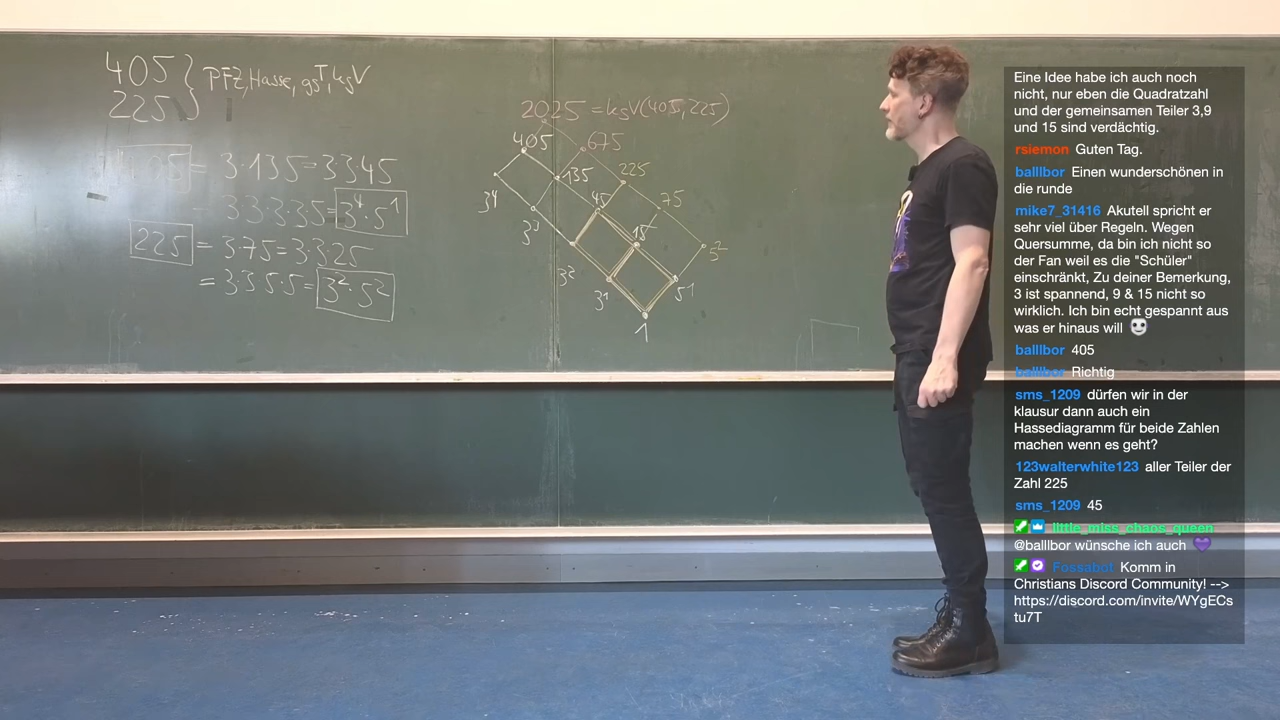 405
225
PFZ, Hasse, ggT, kgV
405 = 3·135=3·3·45
= 3·3·3·3·5= 3⁴·5¹
225 = 3·75=3·3·25
= 3·3·5·5= 3²·5²
2025 = kgV(405,225)
405
675
135
225
3⁴
45
75
3³
15
5²
3²
3¹
5¹
1
Eine Idee habe ich auch noch
nicht, nur eben die Quadratzahl
und der gemeinsamen Teiler 3,9
und 15 sind verdächtig.
rsiemon Guten Tag.
balllbor Einen wunderschönen in
die runde
mike7_31416 Akutell spricht er
sehr viel über Regeln. Wegen
Quersumme, da bin ich nicht so
der Fan weil es die "Schüler"
einschränkt, Zu deiner Bemerkung,
3 ist spannend, 9 & 15 nicht so
wirklich. Ich bin echt gespannt aus
was er hinaus will
balllbor 405
balllbor Richtig
sms_1209 dürfen wir in der
klausur dann auch ein
Hassediagramm für beide Zahlen
machen wenn es geht?
123walterwhite123 aller Teiler der
Zahl 225
sms_1209 45
little_miss_chaos_queen
@balllbor wünsche ich auch
Fossabot Komm in
Christians Discord Community! -->
https://discord.com/invite/WYgECs
tu7T